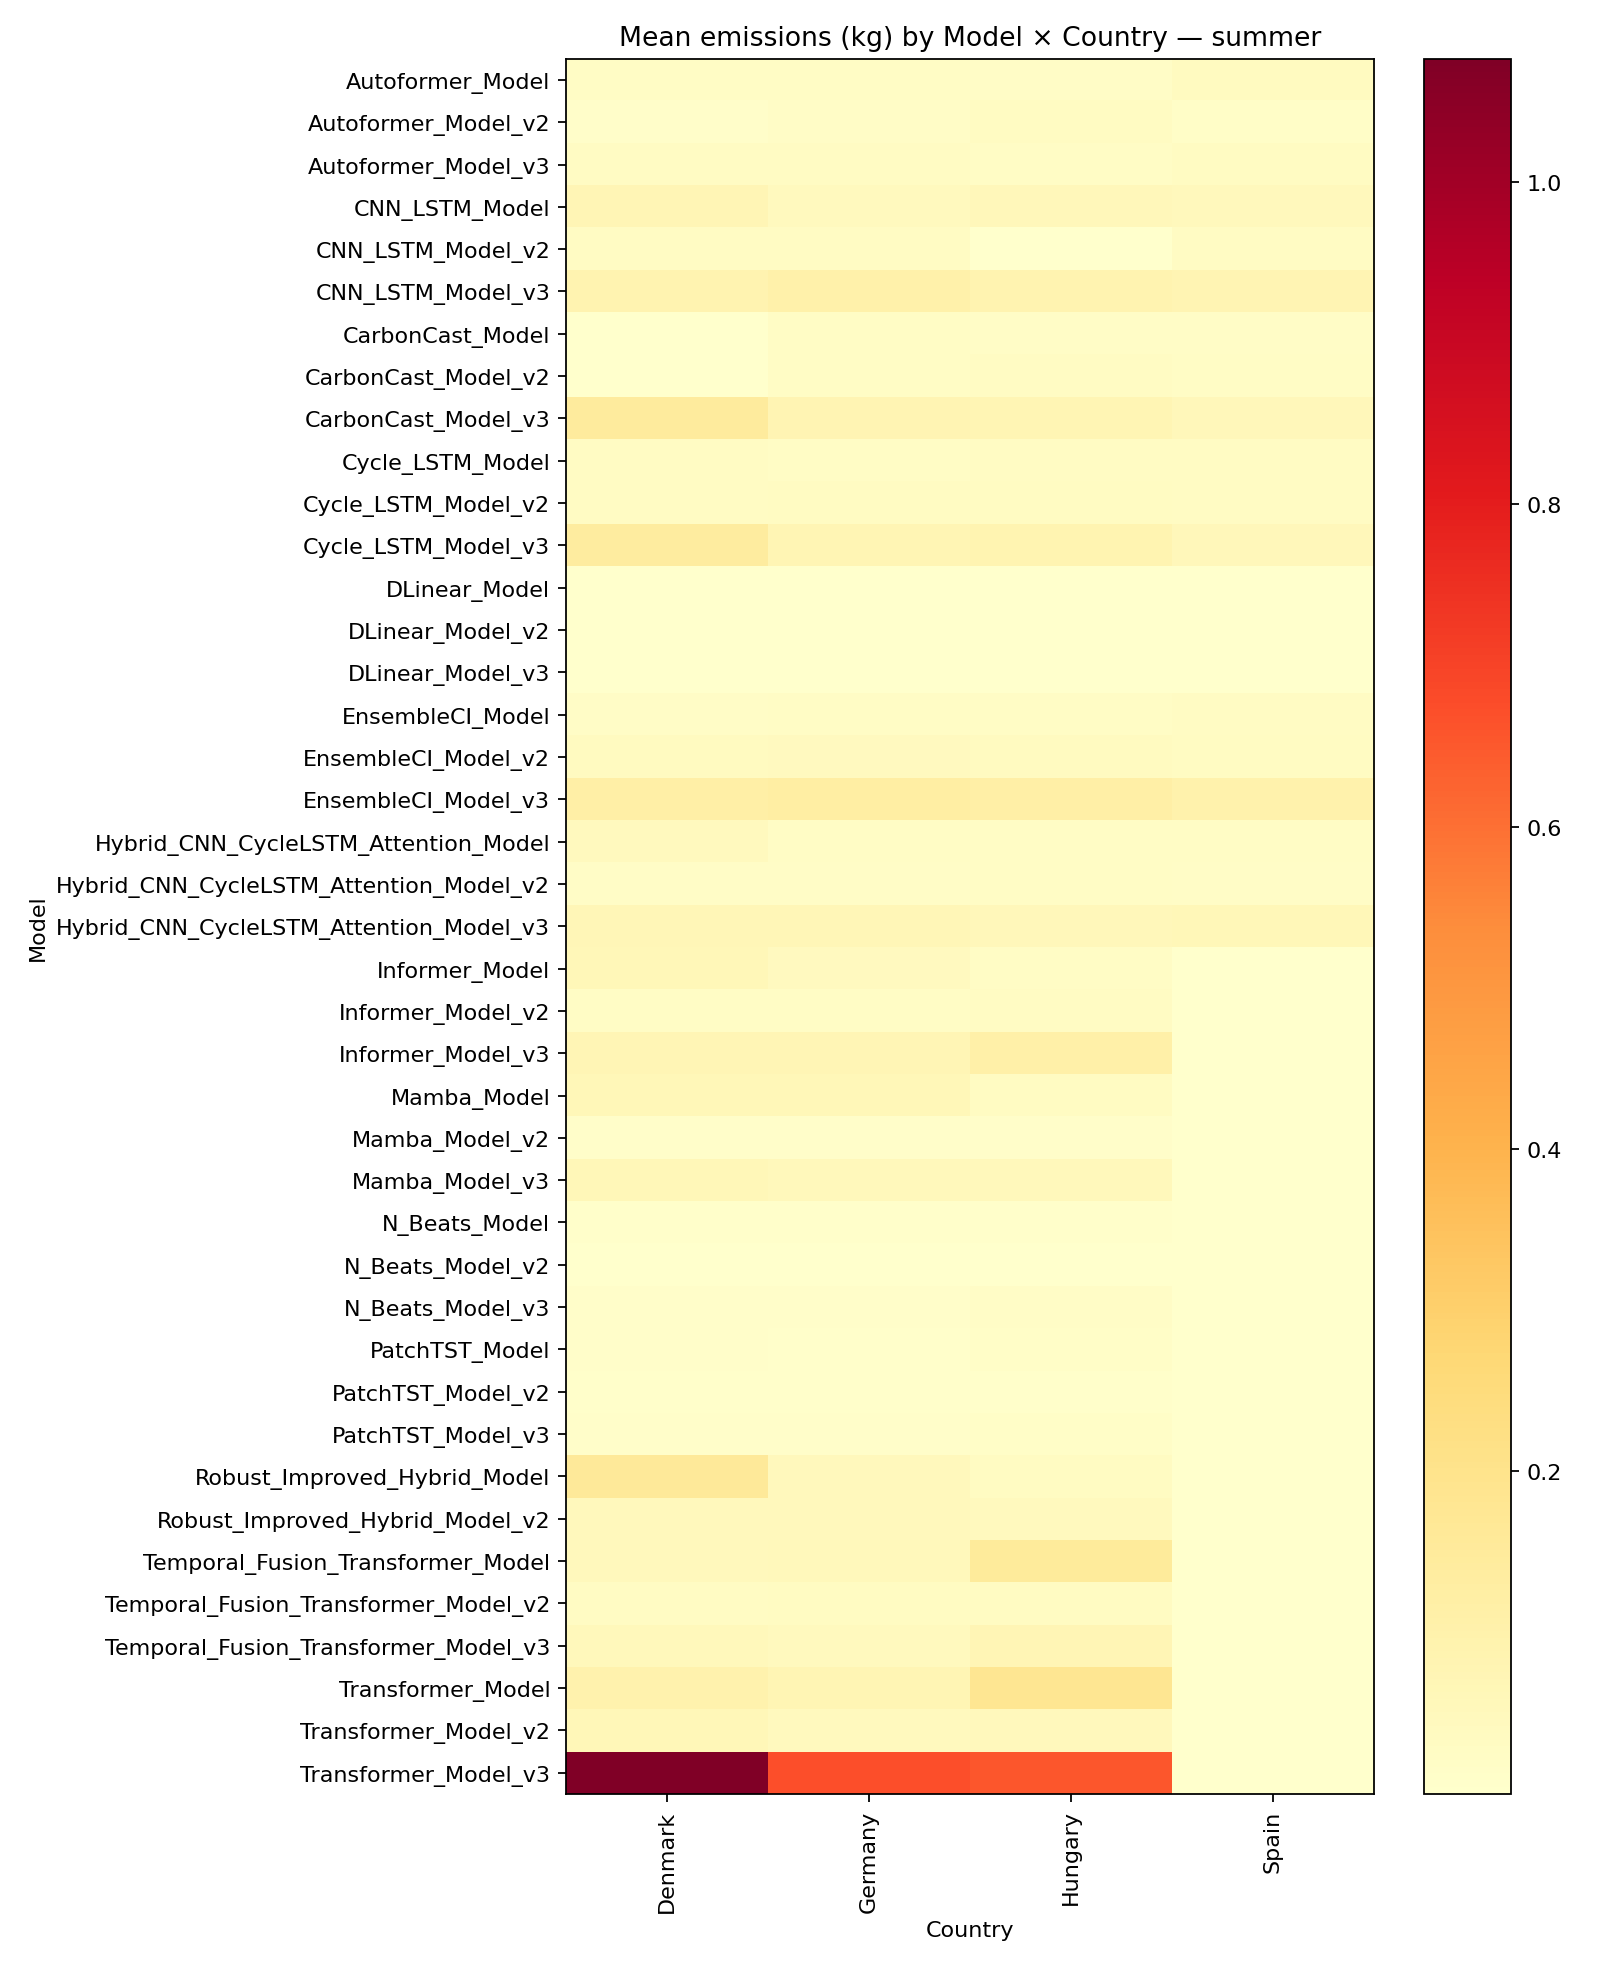 Mean emissions (kg) by Model × Country — summer
Autoformer_Model
Autoformer_Model_v2
Autoformer_Model_v3
CNN_LSTM_Model
CNN_LSTM_Model_v2
CNN_LSTM_Model_v3
CarbonCast_Model
CarbonCast_Model_v2
CarbonCast_Model_v3
Cycle_LSTM_Model
Cycle_LSTM_Model_v2
Cycle_LSTM_Model_v3
DLinear_Model
DLinear_Model_v2
DLinear_Model_v3
EnsembleCI_Model
EnsembleCI_Model_v2
EnsembleCI_Model_v3
Hybrid_CNN_CycleLSTM_Attention_Model
Hybrid_CNN_CycleLSTM_Attention_Model_v2
Hybrid_CNN_CycleLSTM_Attention_Model_v3
Informer_Model
Informer_Model_v2
Informer_Model_v3
Mamba_Model
Mamba_Model_v2
Mamba_Model_v3
N_Beats_Model
N_Beats_Model_v2
N_Beats_Model_v3
PatchTST_Model
PatchTST_Model_v2
PatchTST_Model_v3
Robust_Improved_Hybrid_Model
Robust_Improved_Hybrid_Model_v2
Temporal_Fusion_Transformer_Model
Temporal_Fusion_Transformer_Model_v2
Temporal_Fusion_Transformer_Model_v3
Transformer_Model
Transformer_Model_v2
Transformer_Model_v3
Model
Denmark
Germany
Hungary
Spain
Country
1.0
0.8
0.6
0.4
0.2